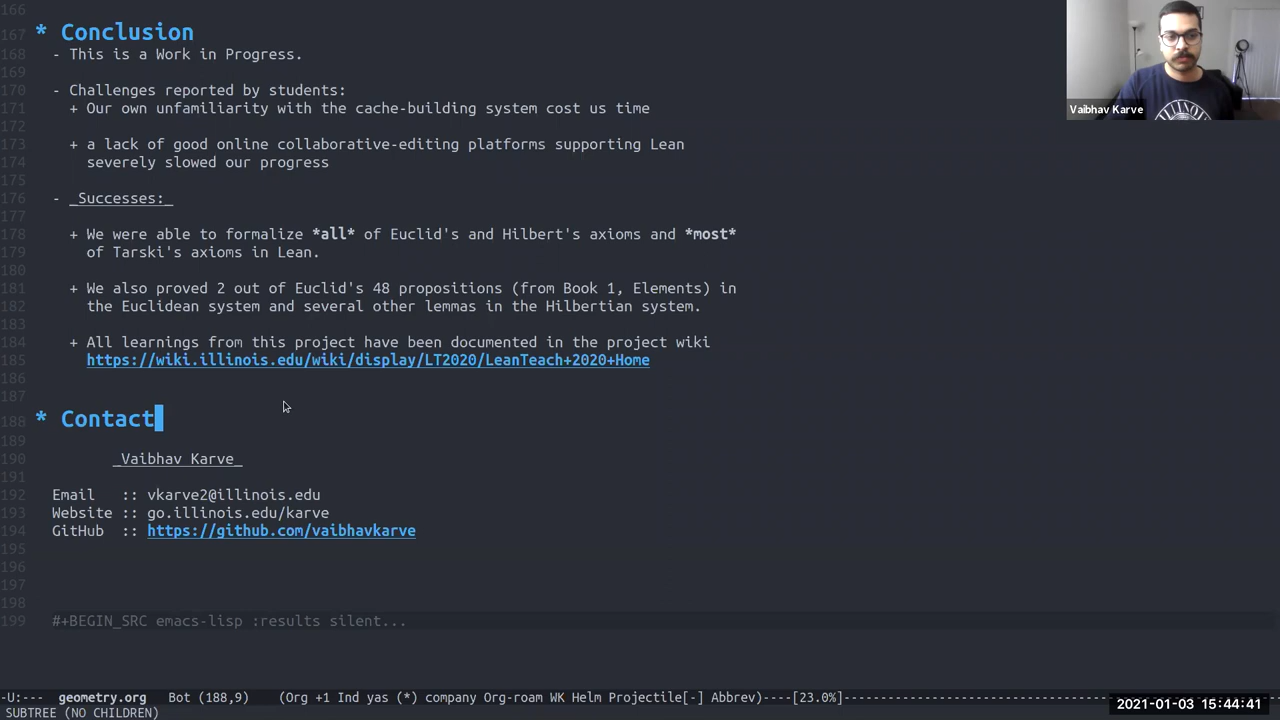 166
167 * Conclusion
168 - This is a Work in Progress.
169
170 - Challenges reported by students:
171 + Our own unfamiliarity with the cache-building system cost us time
172
173 + a lack of good online collaborative-editing platforms supporting Lean
174 severely slowed our progress
175
176 - _Successes:_
177
178 + We were able to formalize *all* of Euclid's and Hilbert's axioms and *most*
179 of Tarski's axioms in Lean.
180
181 + We also proved 2 out of Euclid's 48 propositions (from Book 1, Elements) in
182 the Euclidean system and several other lemmas in the Hilbertian system.
183
184 + All learnings from this project have been documented in the project wiki
185 https://wiki.illinois.edu/wiki/display/LT2020/LeanTeach+2020+Home
186
187
188 * Contact
189
190 _Vaibhav Karve_
191
192 Email :: vkarve2@illinois.edu
193 Website :: go.illinois.edu/karve
194 GitHub :: https://github.com/vaibhavkarve
195
196
197
198
199 #+BEGIN_SRC emacs-lisp :results silent...
-U:--- geometry.org Bot (188,9) (Org +1 Ind yas (*) company Org-roam WK Helm Projectile[-] Abbrev)----[23.0%]
SUBTREE (NO CHILDREN)
Vaibhav Karve
ILLINOIS
2021-01-03 15:44:41